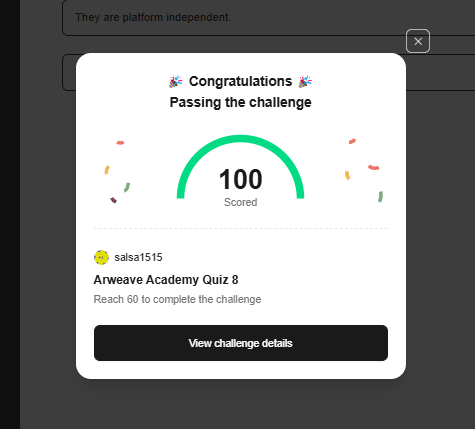 They are platform independent.
Congratulations
Passing the challenge
100
Scored
salsa1515
Arweave Academy Quiz 8
Reach 60 to complete the challenge
View challenge details